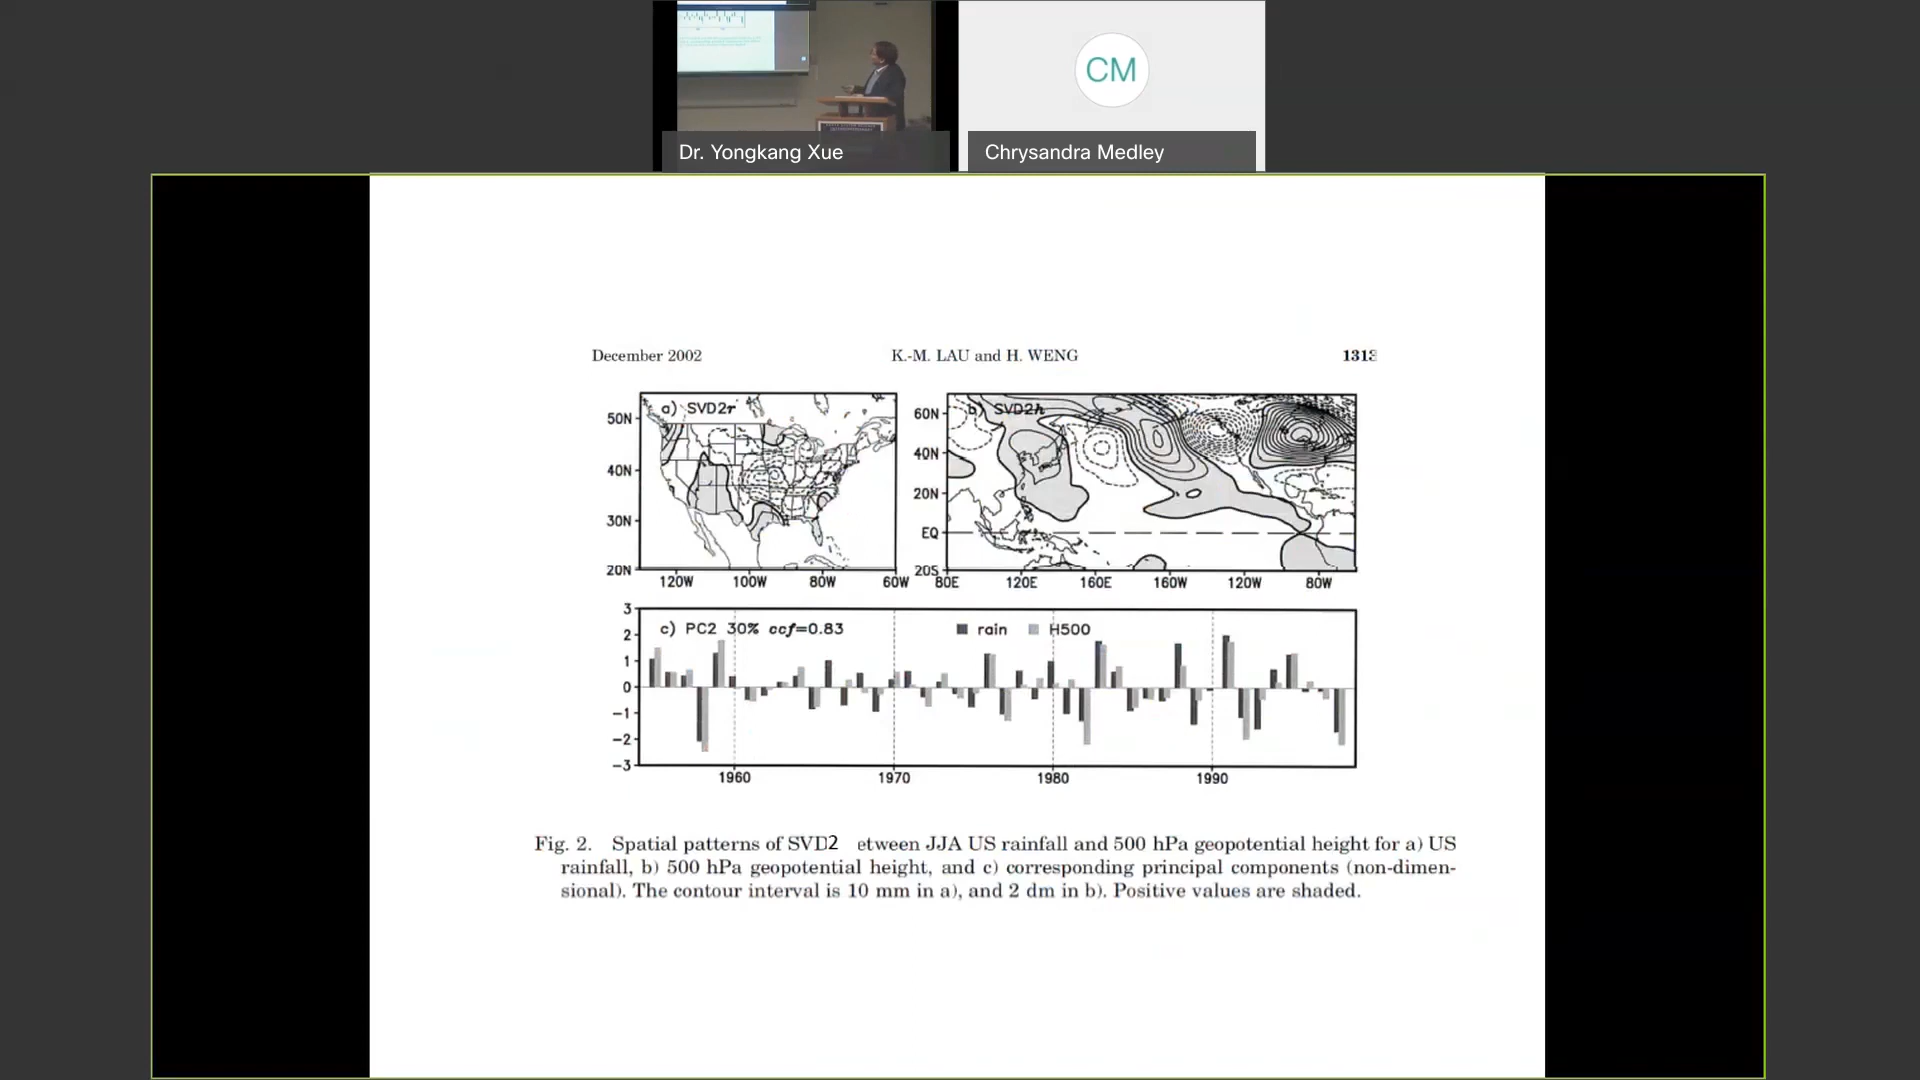 CM
Dr. Yongkang Xue
Chrysandra Medley
December 2002 K.-M. LAU and H. WENG 1313
a) SVD2r
50N
40N
30N
20N
120W 100W 80W 60W
b) SVD2h
60N
40N
20N
EQ
20S
80E 120E 160E 160W 120W 80W
c) PC2 30% ccf=0.83
rain H500
3
2
1
0
−1
−2
−3
1960 1970 1980 1990
Fig. 2. Spatial patterns of SVD2 etween JJA US rainfall and 500 hPa geopotential height for a) US
rainfall, b) 500 hPa geopotential height, and c) corresponding principal components (non-dimen-
sional). The contour interval is 10 mm in a), and 2 dm in b). Positive values are shaded.